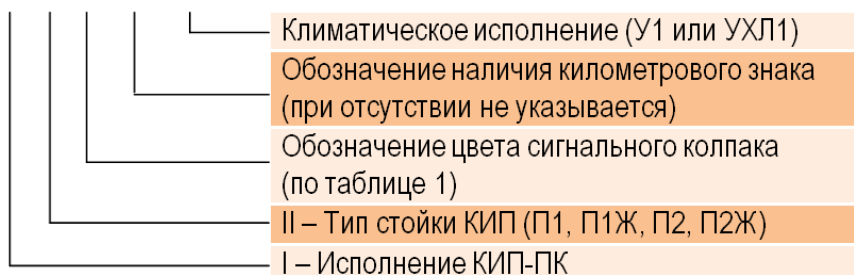 Климатическое исполнение (У1 или УХЛ1)
Обозначение наличия километрового знака
(при отсутствии не указывается)
Обозначение цвета сигнального колпака
(по таблице 1)
II – Тип стойки КИП (П1, П1Ж, П2, П2Ж)
I – Исполнение КИП-ПК